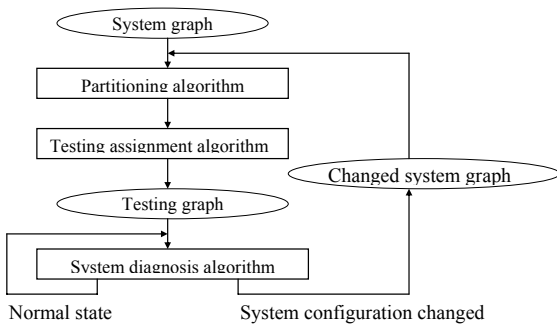 System graph
Partitioning algorithm
Testing assignment algorithm
Changed system graph
Testing graph
System diagnosis algorithm
Normal state
System configuration changed